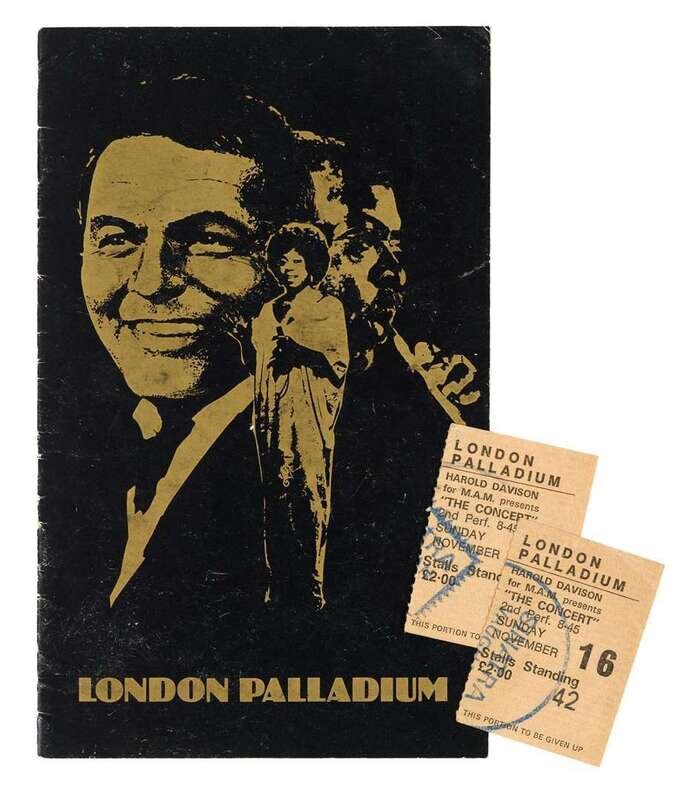 LONDON PALLADIUM
LONDON
PALLADIUM
HAROLD DAVISON
for M.A.M. presents
"THE CONCERT"
2nd Perf. 8-45
SUNDAY
NOVEMBER
Stalls Stand
£2·00
THIS PORTION TO
LONDON
PALLADIUM
HAROLD DAVISON
for M.A.M. presents
"THE CONCERT"
2nd Perf. 8-45
SUNDAY
NOVEMBER 16
Stalls Standing
£2·00 42
THIS PORTION TO BE GIVEN UP
SINATRA